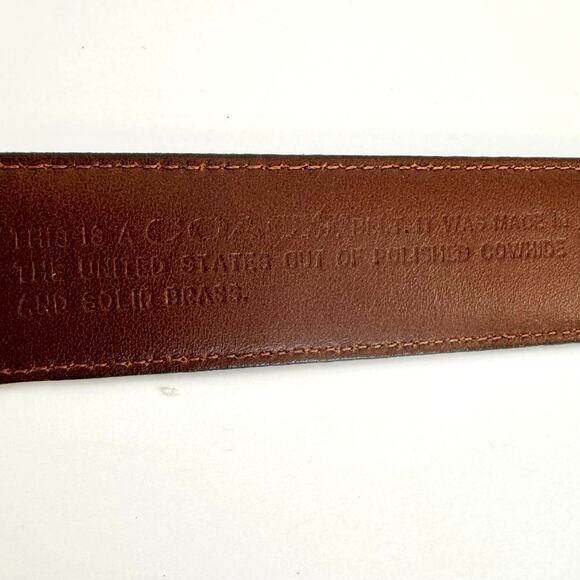 THIS IS A COACH® BELT. IT WAS MADE IN
THE UNITED STATES OUT OF POLISHED COWHIDE
AND SOLID BRASS.